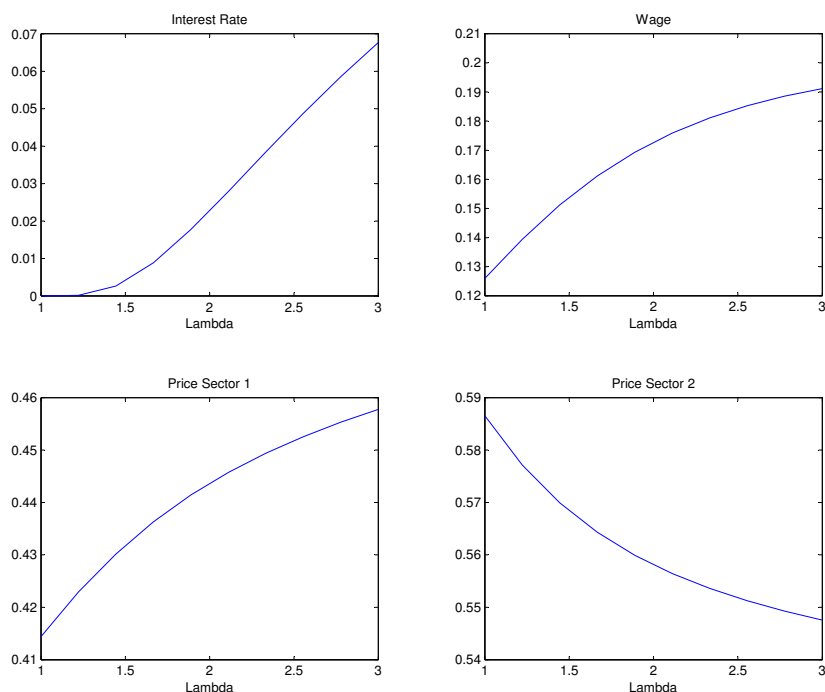 Interest Rate
0.07
0.06
0.05
0.04
0.03
0.02
0.01
0
1 1.5 2 2.5 3
Lambda
Wage
0.21
0.2
0.19
0.18
0.17
0.16
0.15
0.14
0.13
0.12
1 1.5 2 2.5 3
Lambda
Price Sector 1
0.46
0.45
0.44
0.43
0.42
0.41
1 1.5 2 2.5 3
Lambda
Price Sector 2
0.59
0.58
0.57
0.56
0.55
0.54
1 1.5 2 2.5 3
Lambda